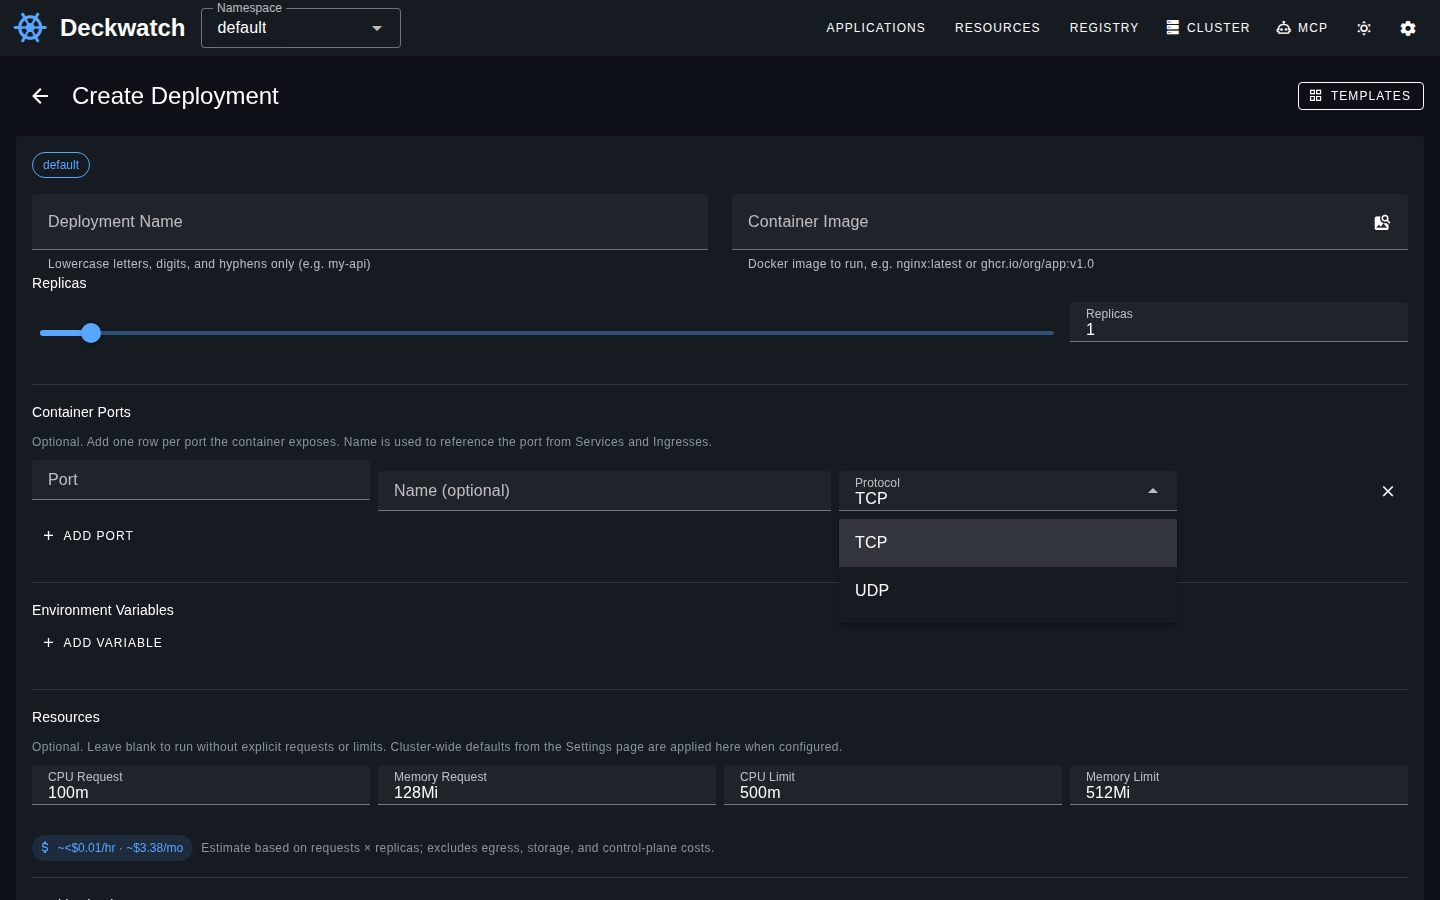 Deckwatch
Namespace
default
APPLICATIONS
RESOURCES
REGISTRY
CLUSTER
MCP
Create Deployment
TEMPLATES
default
Deployment Name
Container Image
Lowercase letters, digits, and hyphens only (e.g. my-api)
Docker image to run, e.g. nginx:latest or ghcr.io/org/app:v1.0
Replicas
Replicas
1
Container Ports
Optional. Add one row per port the container exposes. Name is used to reference the port from Services and Ingresses.
Port
Name (optional)
Protocol
TCP
TCP
UDP
ADD PORT
Environment Variables
ADD VARIABLE
Resources
Optional. Leave blank to run without explicit requests or limits. Cluster-wide defaults from the Settings page are applied here when configured.
CPU Request
100m
Memory Request
128Mi
CPU Limit
500m
Memory Limit
512Mi
~<$0.01/hr · ~$3.38/mo
Estimate based on requests × replicas; excludes egress, storage, and control-plane costs.